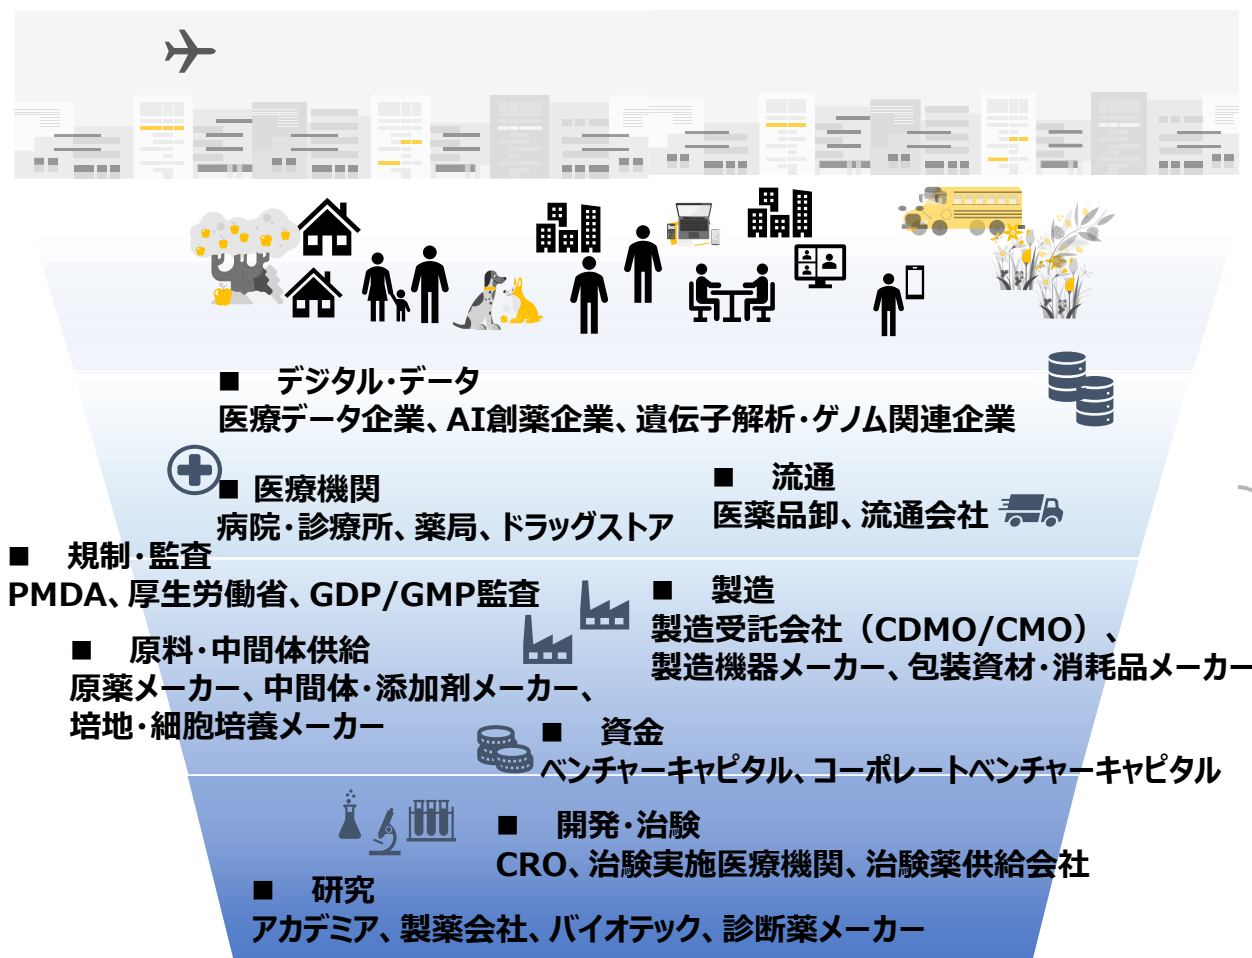 ■ デジタル・データ
医療データ企業、AI創薬企業、遺伝子解析・ゲノム関連企業
■ 医療機関
病院・診療所、薬局、ドラッグストア
■ 流通
医薬品卸、流通会社
■ 規制・監査
PMDA、厚生労働省、GDP/GMP監査
■ 製造
製造受託会社（CDMO/CMO）、
製造機器メーカー、包装資材・消耗品メーカー
■ 原料・中間体供給
原薬メーカー、中間体・添加剤メーカー、
培地・細胞培養メーカー
■ 資金
ベンチャーキャピタル、コーポレートベンチャーキャピタル
■ 開発・治験
CRO、治験実施医療機関、治験薬供給会社
■ 研究
アカデミア、製薬会社、バイオテック、診断薬メーカー